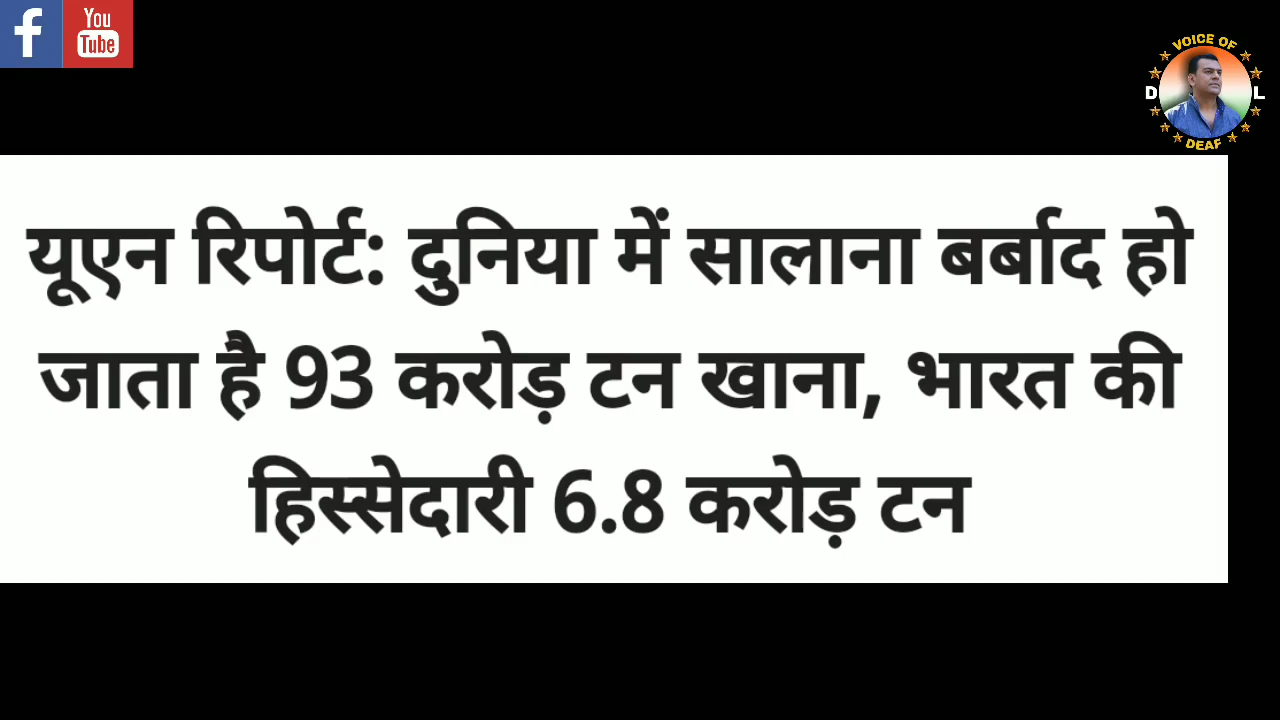 f
You
Tube
VOICE OF
DEAF
यूएन रिपोर्ट: दुनिया में सालाना बर्बाद हो
जाता है 93 करोड़ टन खाना, भारत की
हिस्सेदारी 6.8 करोड़ टन